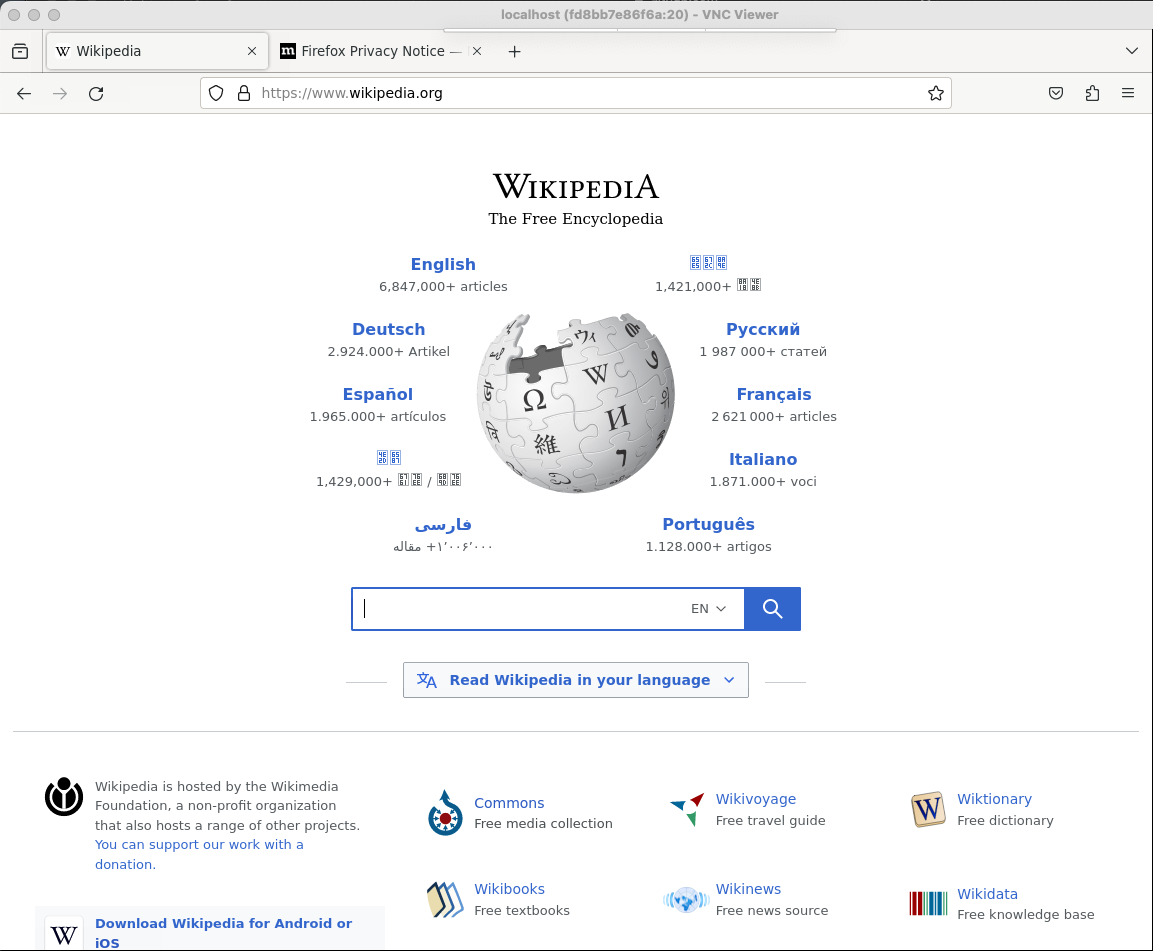 localhost (fd8bb7e86f6a:20) - VNC Viewer
Wikipedia
Firefox Privacy Notice —
https://www.wikipedia.org
WIKIPEDIA
The Free Encyclopedia
English
6,847,000+ articles
1,421,000+
Deutsch
2.924.000+ Artikel
Русский
1 987 000+ статей
Español
1.965.000+ artículos
Français
2 621 000+ articles
1,429,000+ /
Italiano
1.871.000+ voci
فارسی
۱٬۰۰۶٬۰۰۰+ مقاله
Português
1.128.000+ artigos
EN
Read Wikipedia in your language
Wikipedia is hosted by the Wikimedia
Foundation, a non-profit organization
that also hosts a range of other projects.
You can support our work with a
donation.
Download Wikipedia for Android or
iOS
Commons
Free media collection
Wikivoyage
Free travel guide
Wiktionary
Free dictionary
Wikibooks
Free textbooks
Wikinews
Free news source
Wikidata
Free knowledge base